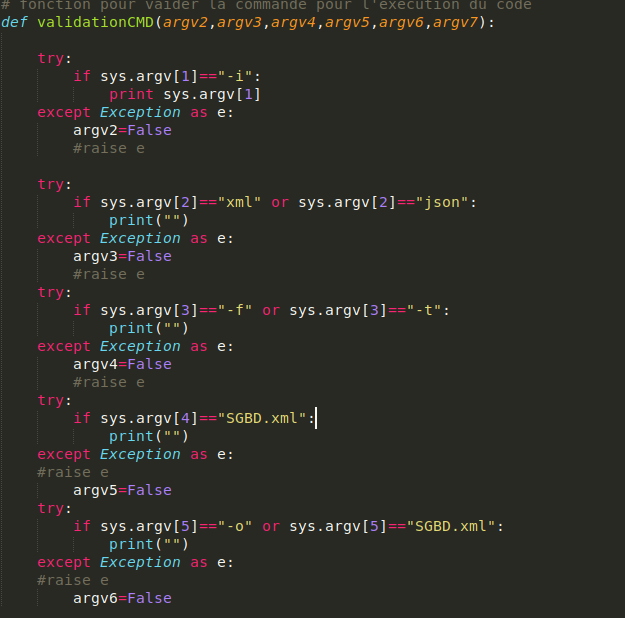 # fonction pour valder la commande pour l'execution du code
def validationCMD(argv2,argv3,argv4,argv5,argv6,argv7):
try:
if sys.argv[1]=="-i":
print sys.argv[1]
except Exception as e:
argv2=False
#raise e
try:
if sys.argv[2]=="xml" or sys.argv[2]=="json":
print("")
except Exception as e:
argv3=False
#raise e
try:
if sys.argv[3]=="-f" or sys.argv[3]=="-t":
print("")
except Exception as e:
argv4=False
#raise e
try:
if sys.argv[4]=="SGBD.xml":
print("")
except Exception as e:
#raise e
argv5=False
try:
if sys.argv[5]=="-o" or sys.argv[5]=="SGBD.xml":
print("")
except Exception as e:
#raise e
argv6=False